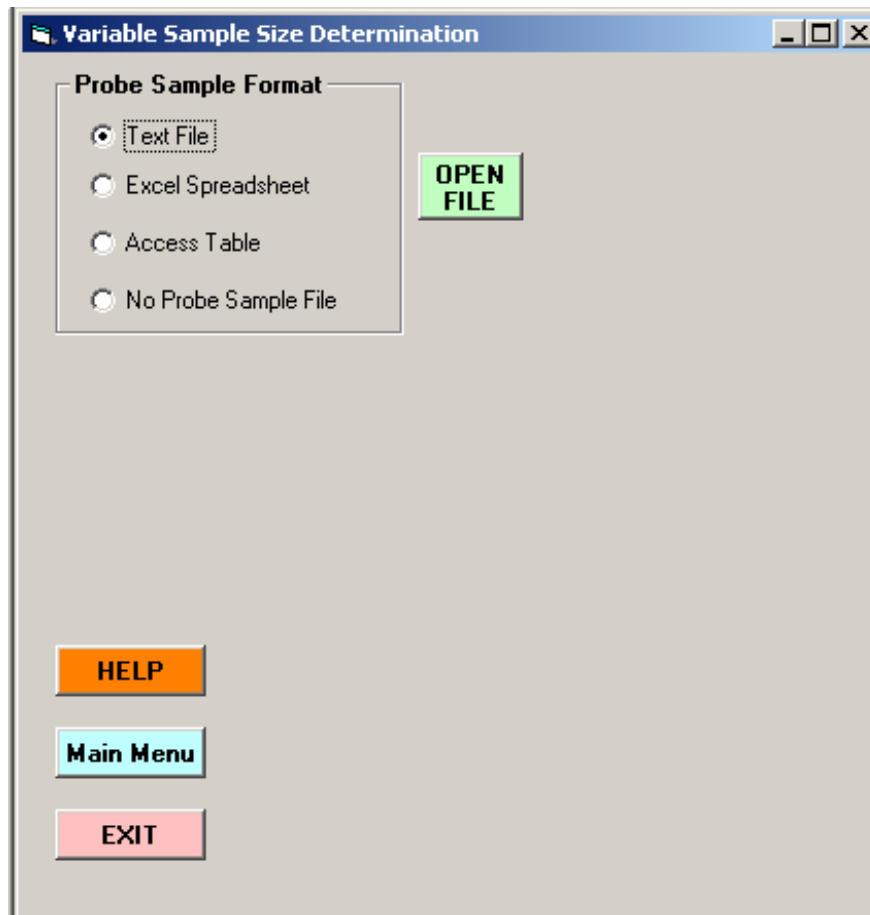 Variable Sample Size Determination
Probe Sample Format
Text File
Excel Spreadsheet
Access Table
No Probe Sample File
OPEN
FILE
HELP
Main Menu
EXIT